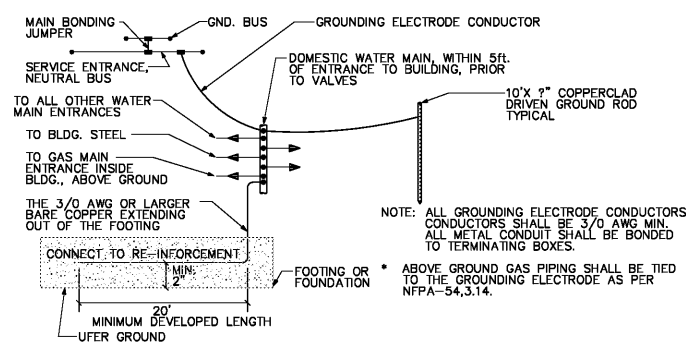 MAIN BONDING
JUMPER
GND. BUS
GROUNDING ELECTRODE CONDUCTOR
SERVICE ENTRANCE,
NEUTRAL BUS
DOMESTIC WATER MAIN, WITHIN 5ft.
OF ENTRANCE TO BUILDING, PRIOR
TO VALVES
TO ALL OTHER WATER
MAIN ENTRANCES
10'X ?" COPPERCLAD
DRIVEN GROUND ROD
TYPICAL
TO BLDG. STEEL
TO GAS MAIN
ENTRANCE INSIDE
BLDG., ABOVE GROUND
THE 3/0 AWG OR LARGER
BARE COPPER EXTENDING
OUT OF THE FOOTING
NOTE: ALL GROUNDING ELECTRODE CONDUCTORS
CONDUCTORS SHALL BE 3/0 AWG MIN.
ALL METAL CONDUIT SHALL BE BONDED
TO TERMINATING BOXES.
CONNECT TO RE-INFORCEMENT
MIN.
2"
FOOTING OR
FOUNDATION
* ABOVE GROUND GAS PIPING SHALL BE TIED
TO THE GROUNDING ELECTRODE AS PER
NFPA-54,3.14.
20'
MINIMUM DEVELOPED LENGTH
UFER GROUND